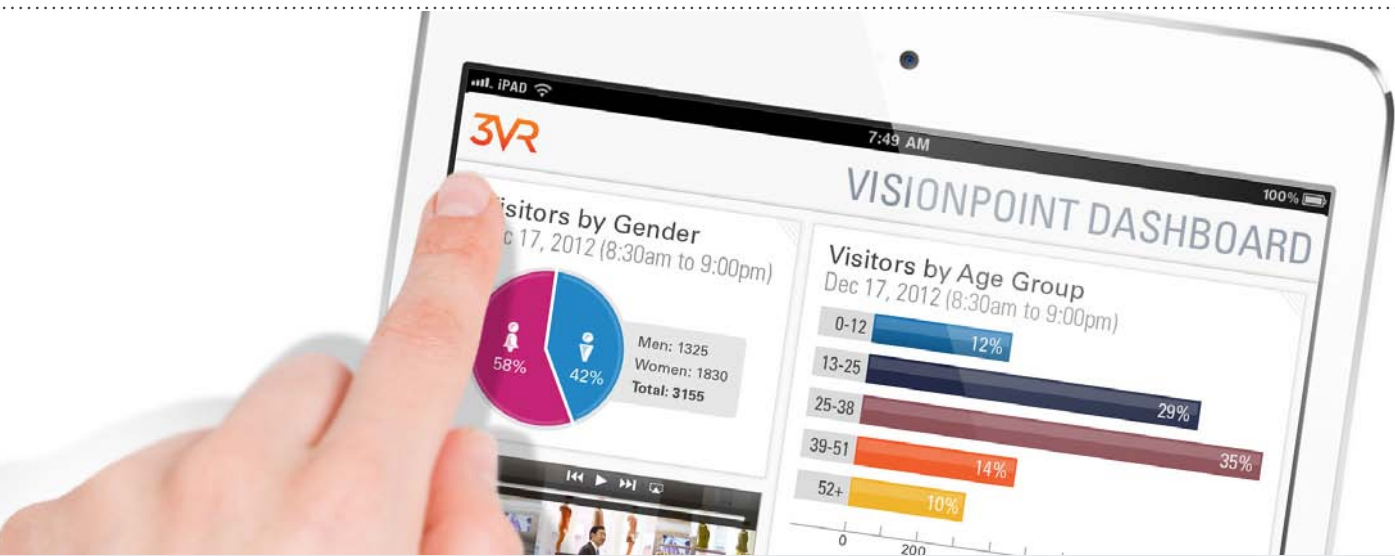 iPAD
7:49 AM
100%
3VR
VISIONPOINT DASHBOARD
isitors by Gender
c 17, 2012 (8:30am to 9:00pm)
58%
42%
Men: 1325
Women: 1830
Total: 3155
Visitors by Age Group
Dec 17, 2012 (8:30am to 9:00pm)
0-12 12%
13-25 29%
25-38 35%
39-51 14%
52+ 10%
0 200